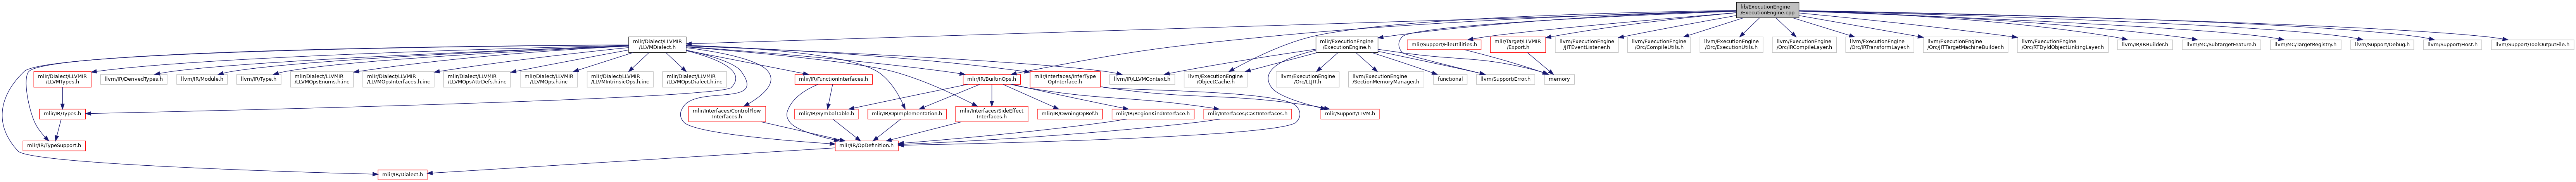 lib/ExecutionEngine
/ExecutionEngine.cpp
mlir/Dialect/LLVMIR
/LLVMDialect.h
mlir/ExecutionEngine
/ExecutionEngine.h
mlir/Support/FileUtilities.h
mlir/Target/LLVMIR
/Export.h
llvm/ExecutionEngine
/JITEventListener.h
llvm/ExecutionEngine
/Orc/CompileUtils.h
llvm/ExecutionEngine
/Orc/ExecutionUtils.h
llvm/ExecutionEngine
/Orc/IRCompileLayer.h
llvm/ExecutionEngine
/Orc/IRTransformLayer.h
llvm/ExecutionEngine
/Orc/JITTargetMachineBuilder.h
llvm/ExecutionEngine
/Orc/RTDyldObjectLinkingLayer.h
llvm/IR/IRBuilder.h
llvm/MC/SubtargetFeature.h
llvm/MC/TargetRegistry.h
llvm/Support/Debug.h
llvm/Support/Host.h
llvm/Support/ToolOutputFile.h
mlir/Dialect/LLVMIR
/LLVMTypes.h
llvm/IR/DerivedTypes.h
llvm/IR/Module.h
llvm/IR/Type.h
mlir/Dialect/LLVMIR
/LLVMOpsEnums.h.inc
mlir/Dialect/LLVMIR
/LLVMOpsInterfaces.h.inc
mlir/Dialect/LLVMIR
/LLVMOpsAttrDefs.h.inc
mlir/Dialect/LLVMIR
/LLVMOps.h.inc
mlir/Dialect/LLVMIR
/LLVMIntrinsicOps.h.inc
mlir/Dialect/LLVMIR
/LLVMOpsDialect.h.inc
mlir/IR/FunctionInterfaces.h
mlir/IR/BuiltinOps.h
mlir/Interfaces/InferType
OpInterface.h
llvm/IR/LLVMContext.h
llvm/ExecutionEngine
/ObjectCache.h
llvm/ExecutionEngine
/Orc/LLJIT.h
llvm/ExecutionEngine
/SectionMemoryManager.h
functional
llvm/Support/Error.h
memory
mlir/IR/Types.h
mlir/Interfaces/ControlFlow
Interfaces.h
mlir/IR/SymbolTable.h
mlir/IR/OpImplementation.h
mlir/Interfaces/SideEffect
Interfaces.h
mlir/IR/OwningOpRef.h
mlir/IR/RegionKindInterface.h
mlir/Interfaces/CastInterfaces.h
mlir/Support/LLVM.h
mlir/IR/TypeSupport.h
mlir/IR/OpDefinition.h
mlir/IR/Dialect.h